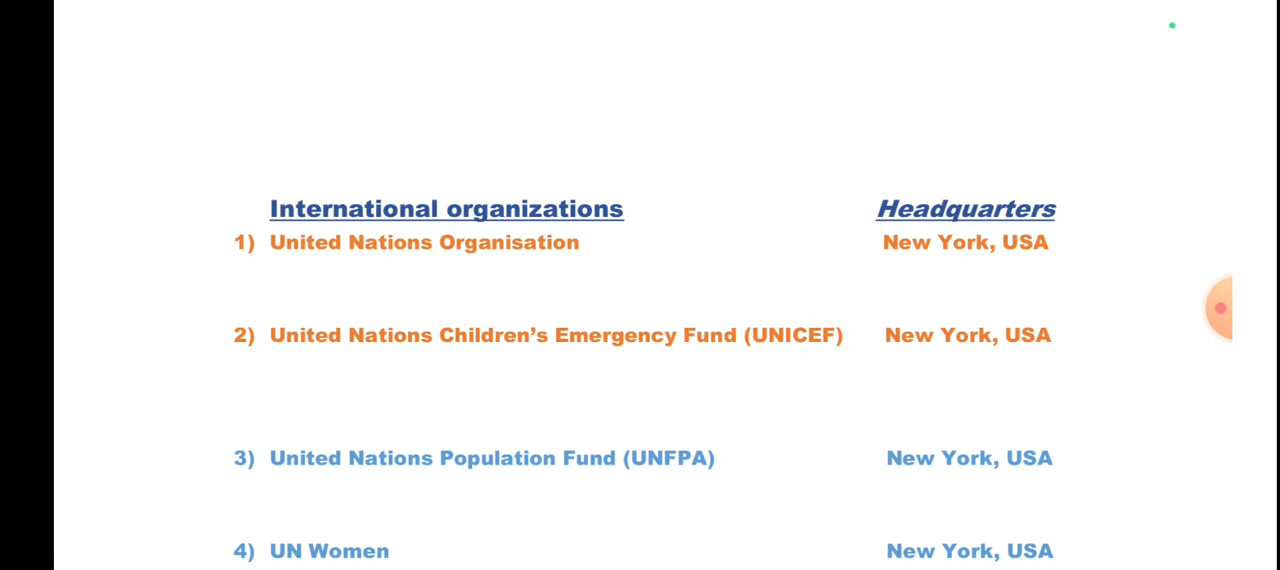 International organizations Headquarters
1) United Nations Organisation New York, USA
2) United Nations Children’s Emergency Fund (UNICEF) New York, USA
3) United Nations Population Fund (UNFPA) New York, USA
4) UN Women New York, USA